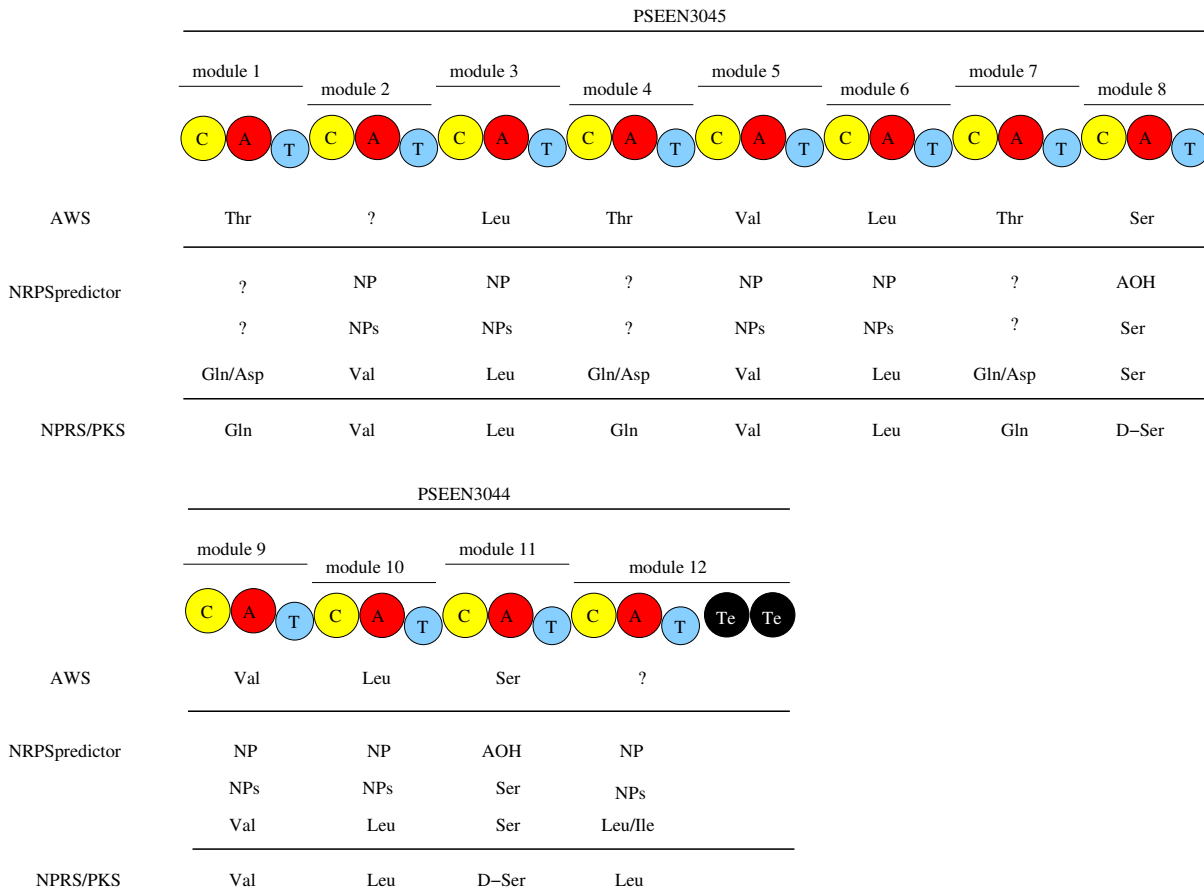 PSEEN3045
module 1 module 3 module 5 module 7
module 2 module 4 module 6 module 8
C A T C A T C A T C A T C A T C A T C A T C A T
AWS Thr ? Leu Thr Val Leu Thr Ser
NRPSpredictor ? NP NP ? NP NP ? AOH
? NPs NPs ? NPs NPs ? Ser
Gln/Asp Val Leu Gln/Asp Val Leu Gln/Asp Ser
NPRS/PKS Gln Val Leu Gln Val Leu Gln D−Ser
PSEEN3044
module 9 module 11
module 10 module 12
C A T C A T C A T C A T Te Te
AWS Val Leu Ser ?
NRPSpredictor NP NP AOH NP
NPs NPs Ser NPs
Val Leu Ser Leu/Ile
NPRS/PKS Val Leu D−Ser Leu